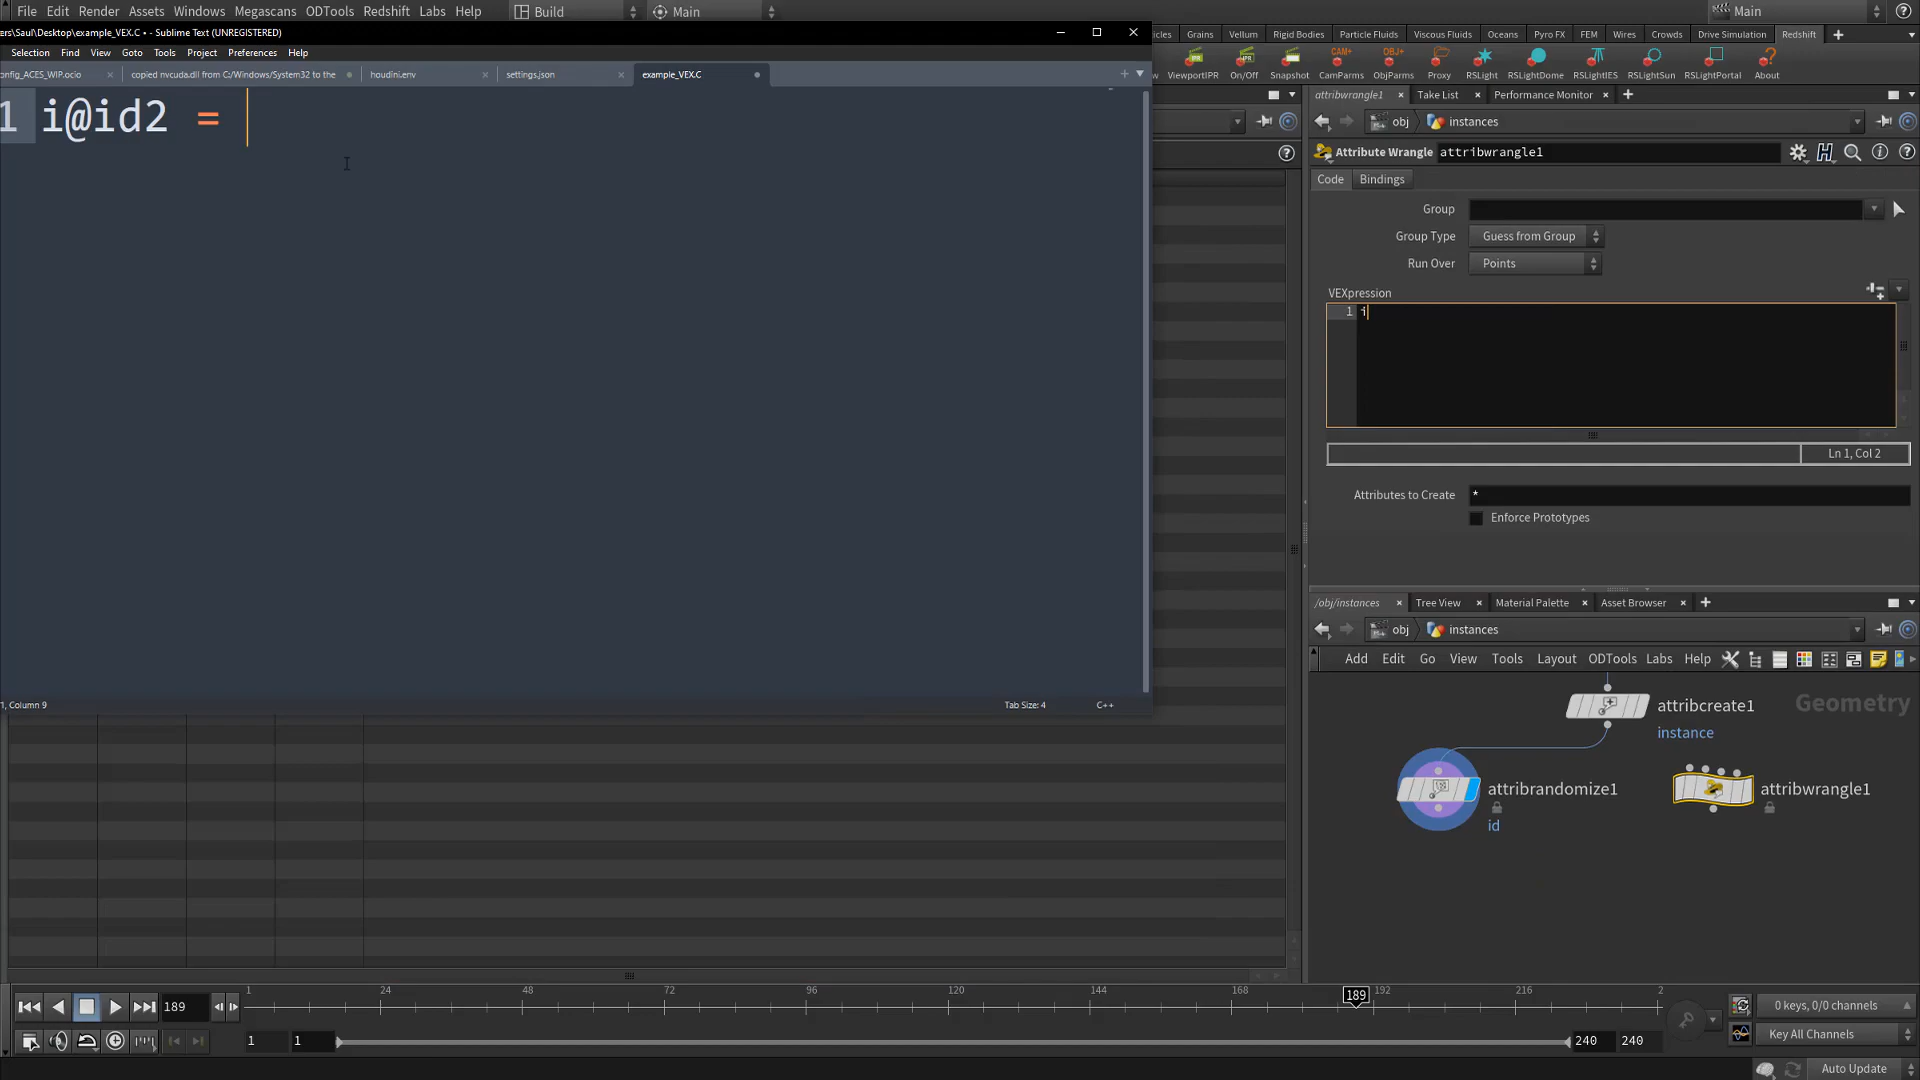 File Edit Render Assets Windows Megascans ODTools Redshift Labs Help Build Main Main
ers\Saul\Desktop\example_VEX.C • - Sublime Text (UNREGISTERED)
Selection Find View Goto Tools Project Preferences Help
onfig_ACES_WIP.ocio copied nvcuda.dll from C:/Windows/System32 to the houdini.env settings.json example_VEX.C
1 i@id2 =
1, Column 9 Tab Size: 4 C++
icles Grains Vellum Rigid Bodies Particle Fluids Viscous Fluids Oceans Pyro FX FEM Wires Crowds Drive Simulation Redshift
CAM+ OBJ+
ViewportIPR On/Off Snapshot CamParms ObjParms Proxy RSLight RSLightDome RSLightIES RSLightSun RSLightPortal About
attribwrangle1 Take List Performance Monitor
obj instances
Attribute Wrangle attribwrangle1
Code Bindings
Group
Group Type Guess from Group
Run Over Points
VEXpression
1 i
Ln 1, Col 2
Attributes to Create *
Enforce Prototypes
/obj/instances Tree View Material Palette Asset Browser
obj instances
Add Edit Go View Tools Layout ODTools Labs Help
Geometry
attribcreate1
instance
attribrandomize1
id
attribwrangle1
189 1 24 48 72 96 120 144 168 189 192 216 2
1 1 240 240
0 keys, 0/0 channels
Key All Channels
Auto Update